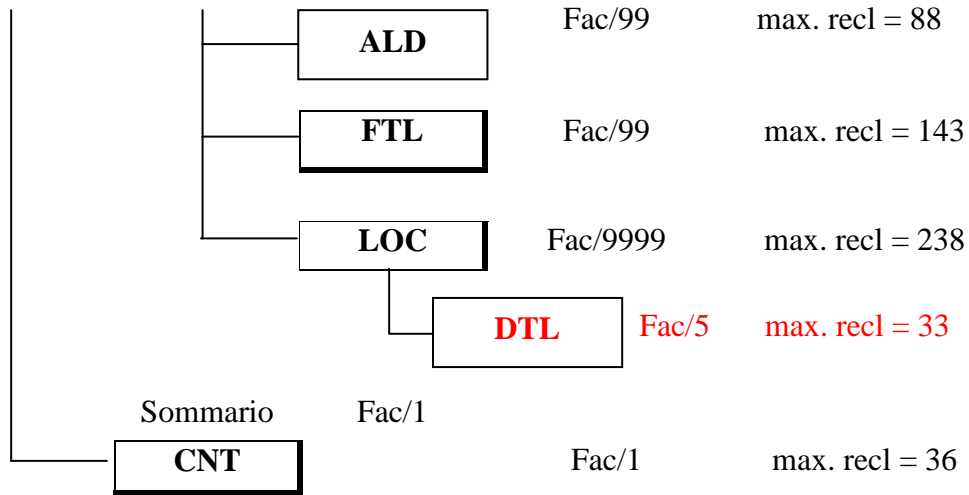 ALD Fac/99 max. recl = 88
FTL Fac/99 max. recl = 143
LOC Fac/9999 max. recl = 238
DTL Fac/5 max. recl = 33
Sommario Fac/1
CNT Fac/1 max. recl = 36